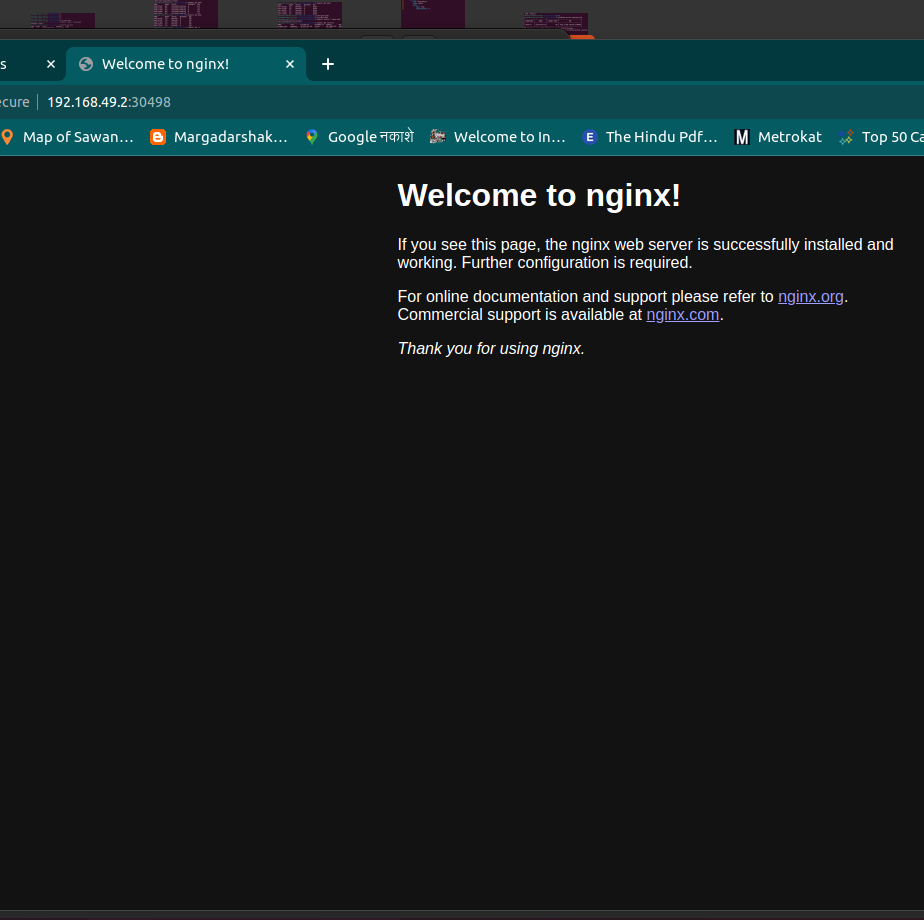 s
Welcome to nginx!
ecure
192.168.49.2:30498
Map of Sawan… Margadarshak… Google नकाशे Welcome to In… The Hindu Pdf… Metrokat Top 50 Ca
Welcome to nginx!
If you see this page, the nginx web server is successfully installed and
working. Further configuration is required.
For online documentation and support please refer to nginx.org.
Commercial support is available at nginx.com.
Thank you for using nginx.